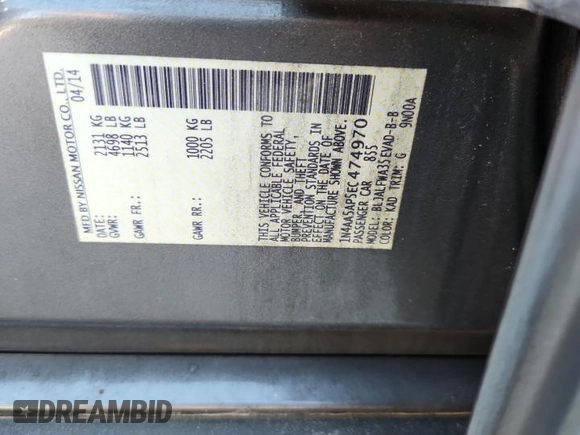 MFD BY NISSAN MOTOR CO., LTD.
DATE: 04/14
GVWR: 2131 KG
4698 LB
GAWR FR: 1140 KG
2513 LB
GAWR RR: 1000 KG
2205 LB
THIS VEHICLE CONFORMS TO
ALL APPLICABLE FEDERAL
MOTOR VEHICLE SAFETY,
BUMPER, AND THEFT
PREVENTION STANDARDS IN
EFFECT ON THE DATE OF
MANUFACTURE SHOWN ABOVE.
1N4AA5AP5EC474970
PASSENGER CAR 855
MODEL: BLJALFWA35EVAD-B-B
COLOR: KAD TRIM: G 9N00A
DREAMBID